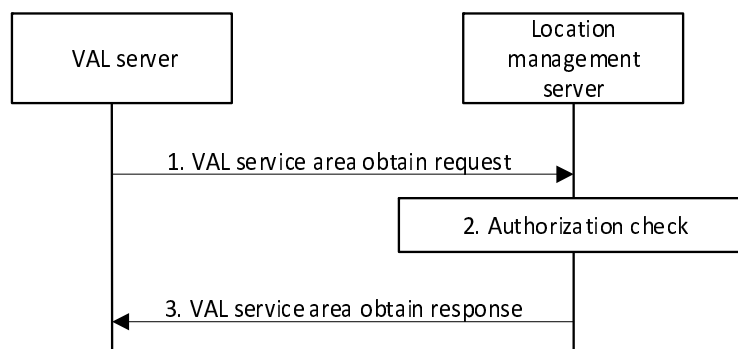 VAL server
Location
management
server
1. VAL service area obtain request
2. Authorization check
3. VAL service area obtain response